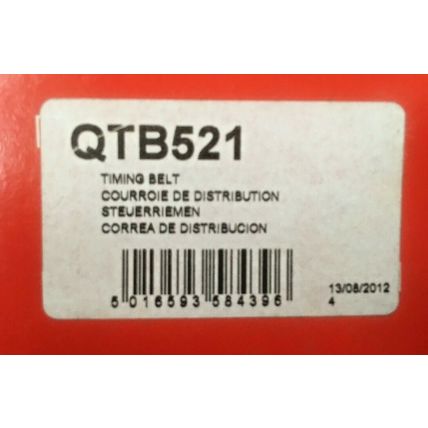 QTB521
TIMING BELT
COURROIE DE DISTRIBUTION
STEUERRIEMEN
CORREA DE DISTRIBUCION
5 016593 584396
13/08/2012
4